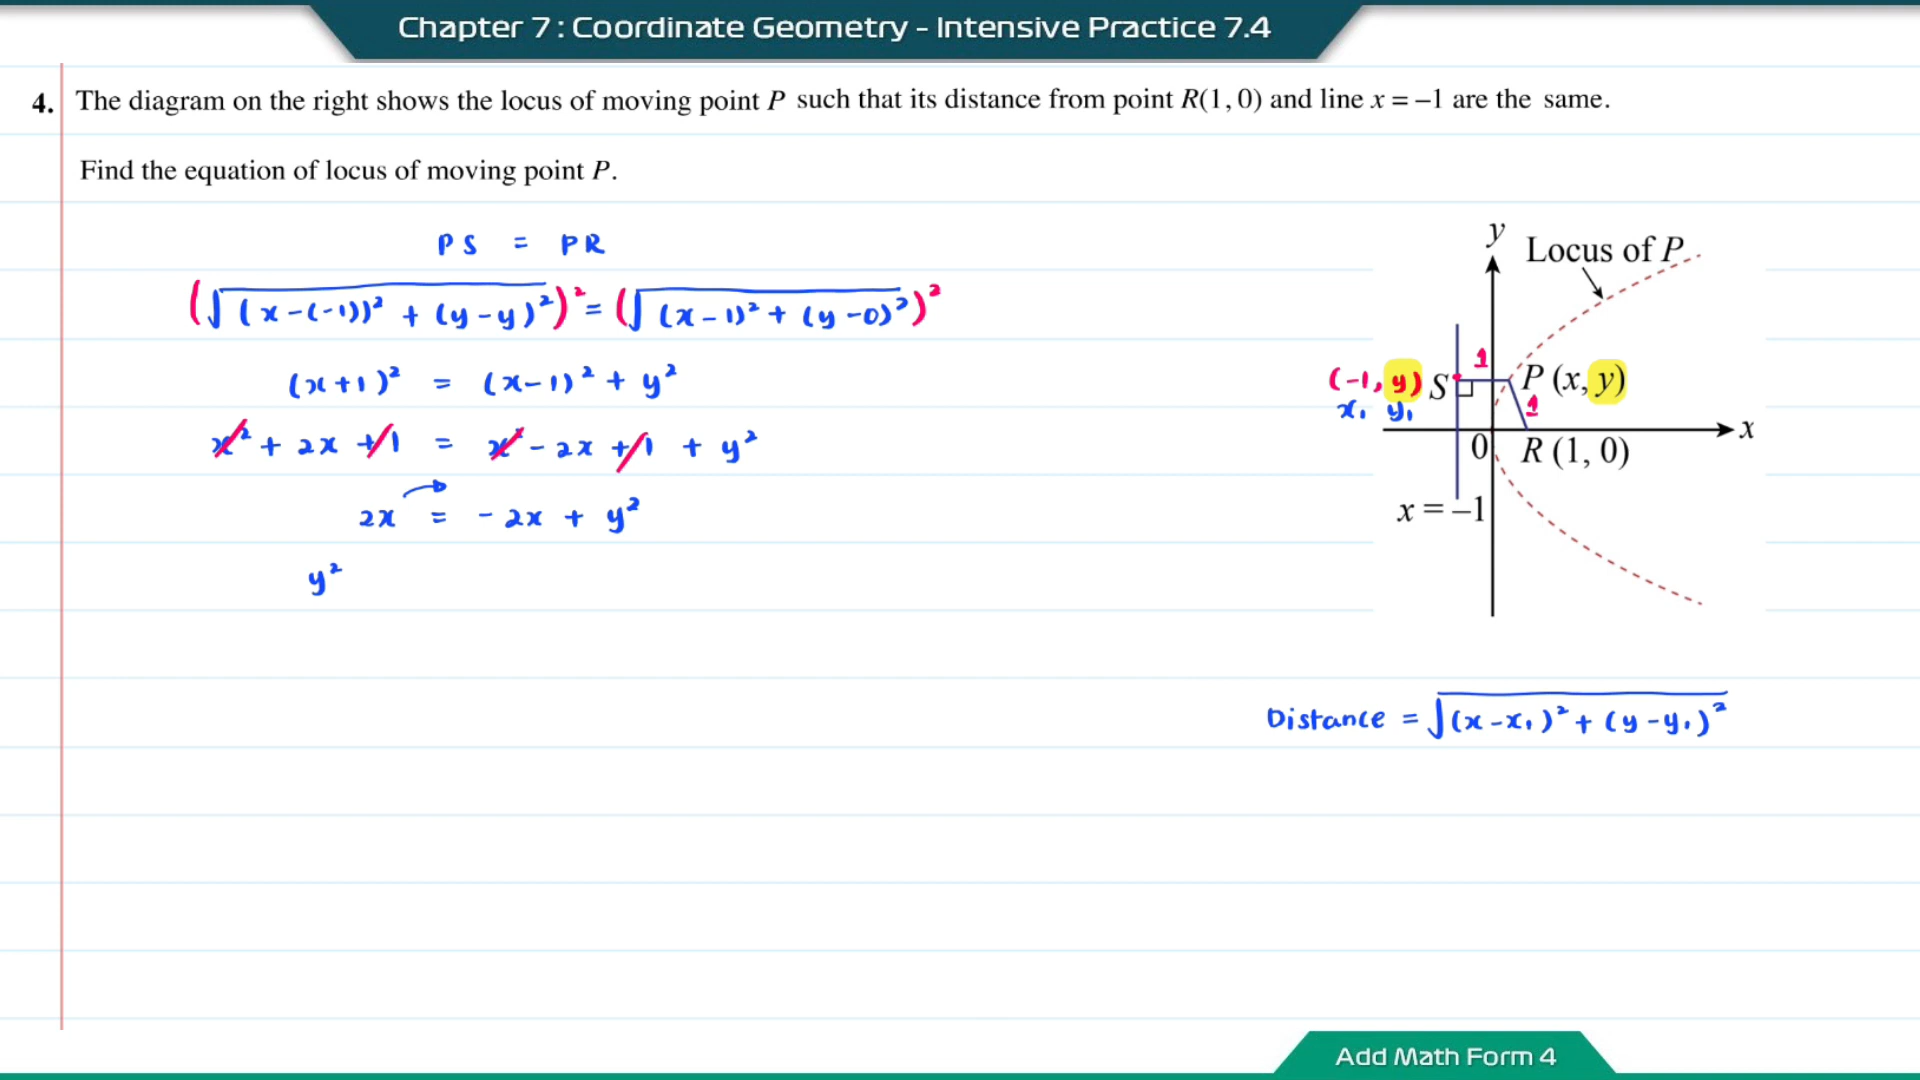 Chapter 7 : Coordinate Geometry - Intensive Practice 7.4
4. The diagram on the right shows the locus of moving point P such that its distance from point R(1, 0) and line x = –1 are the same.
Find the equation of locus of moving point P.
PS = PR
(√((x-(-1))² + (y-y)²))² = (√((x-1)² + (y-0)²))²
(x+1)² = (x-1)² + y²
x² + 2x + 1 = x² - 2x + 1 + y²
2x = - 2x + y²
y²
y
Locus of P
1
(-1, y) S
P (x, y)
x₁ y₁
1
x
0
R (1, 0)
x = –1
Distance = √((x-x₁)² + (y-y₁)²)
Add Math Form 4